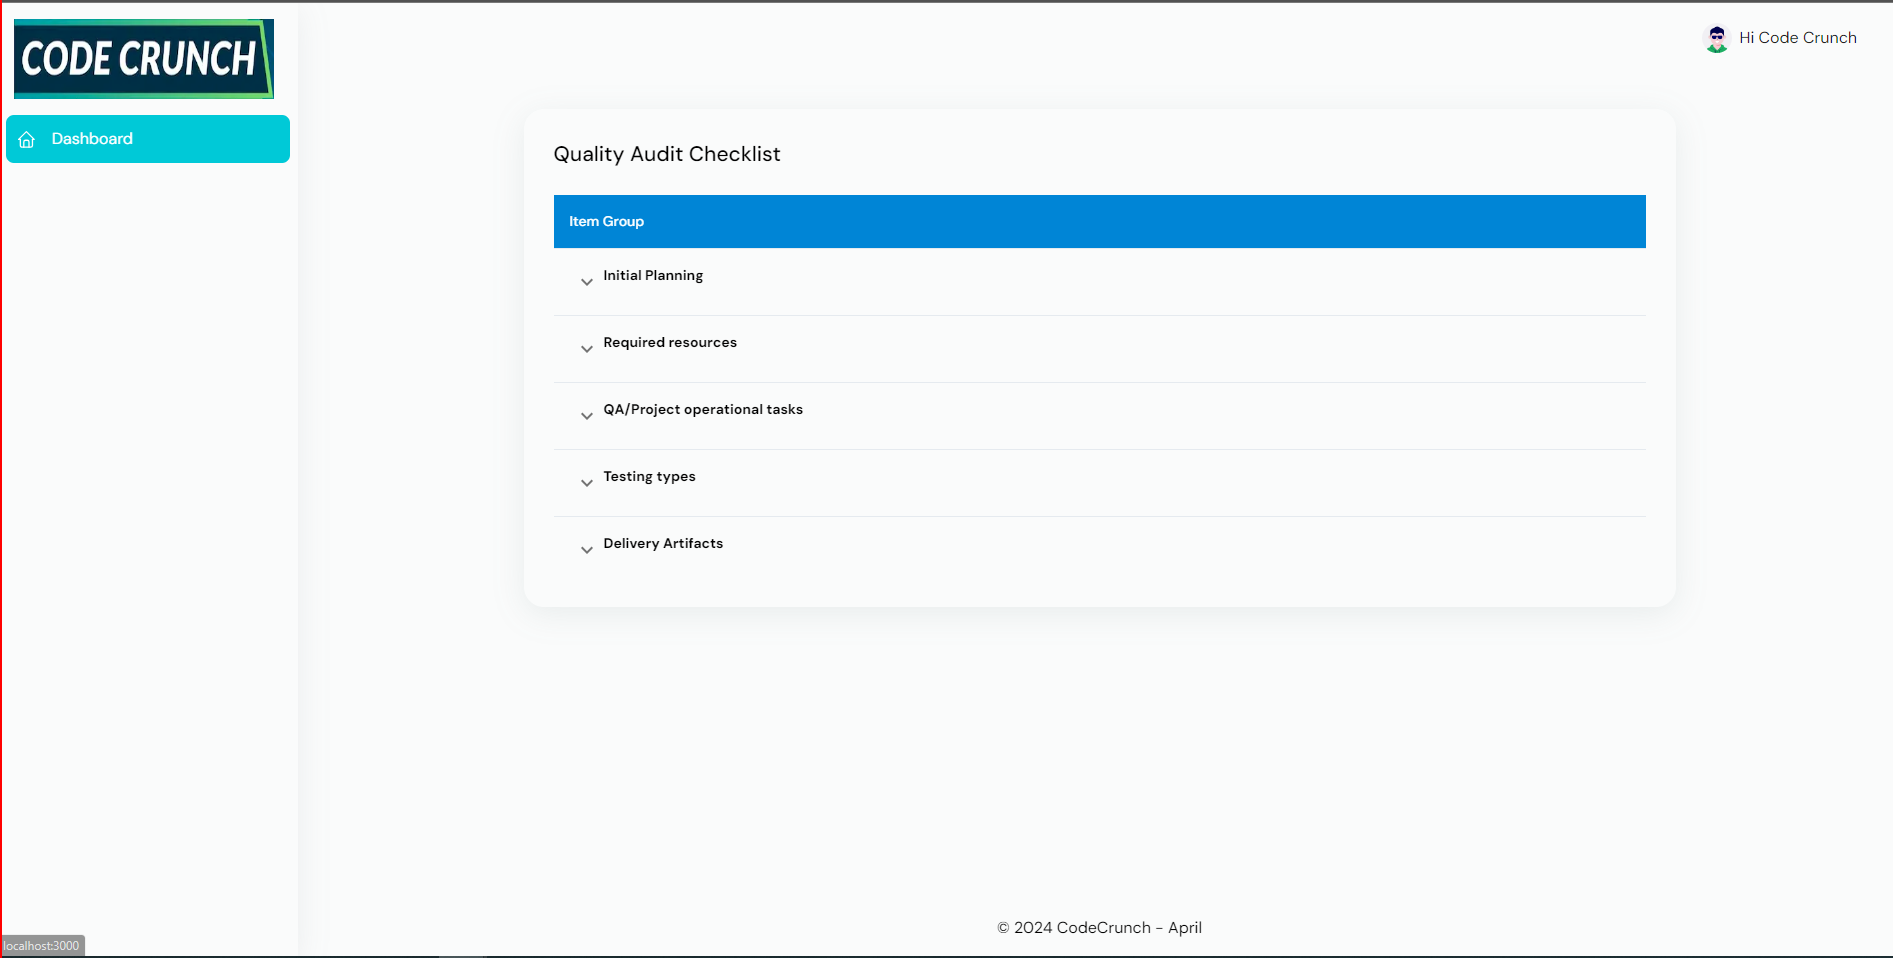 CODE CRUNCH
Hi Code Crunch
Dashboard
Quality Audit Checklist
Item Group
Initial Planning
Required resources
QA/Project operational tasks
Testing types
Delivery Artifacts
© 2024 CodeCrunch - April
localhost:3000